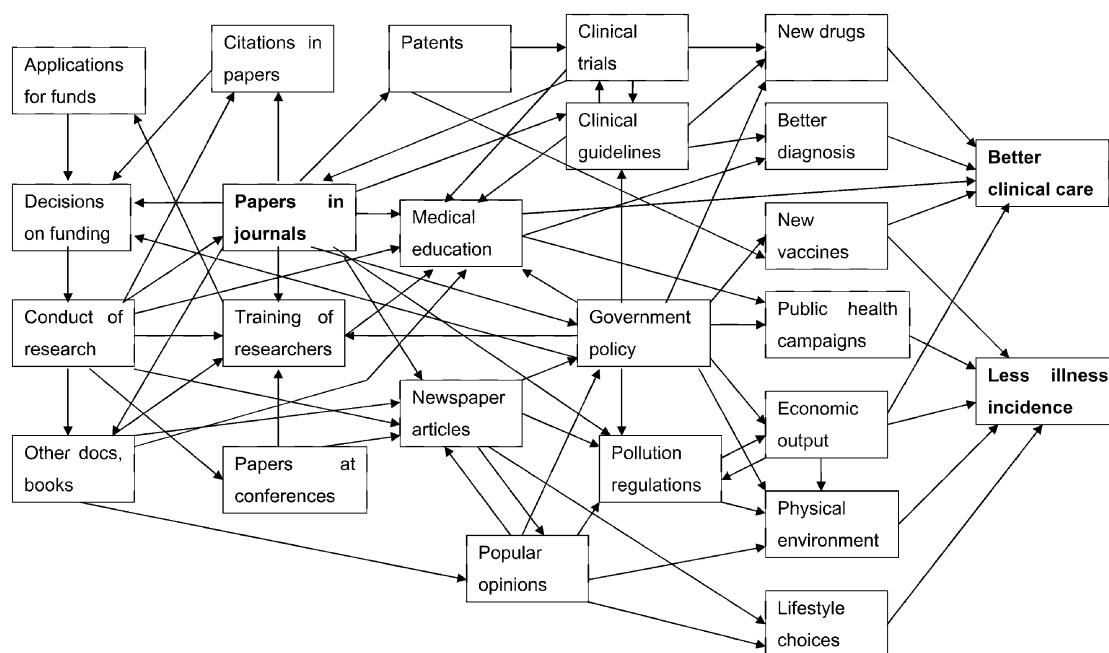 Applications
for funds
Citations in
papers
Patents
Clinical
trials
New drugs
Clinical
guidelines
Better
diagnosis
Better
clinical care
Decisions
on funding
Papers in
journals
Medical
education
New
vaccines
Conduct of
research
Training of
researchers
Government
policy
Public health
campaigns
Less illness
incidence
Newspaper
articles
Economic
output
Other docs,
books
Papers at
conferences
Pollution
regulations
Physical
environment
Popular
opinions
Lifestyle
choices